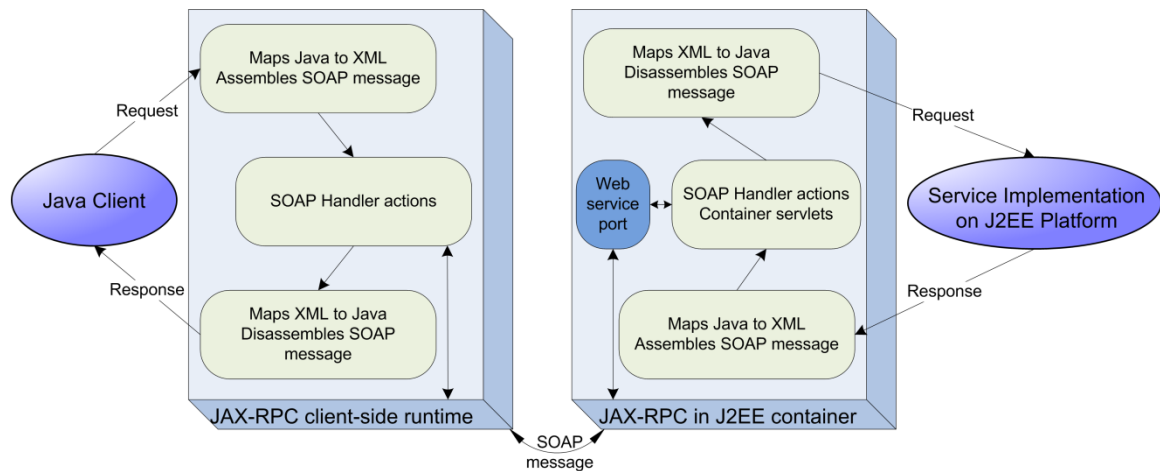 Maps Java to XML
Assembles SOAP message
Request
Java Client
SOAP Handler actions
Response
Maps XML to Java
Disassembles SOAP
message
JAX-RPC client-side runtime
SOAP
message
Maps XML to Java
Disassembles SOAP
message
Request
Web
service
port
SOAP Handler actions
Container servlets
Service Implementation
on J2EE Platform
Response
Maps Java to XML
Assembles SOAP message
JAX-RPC in J2EE container